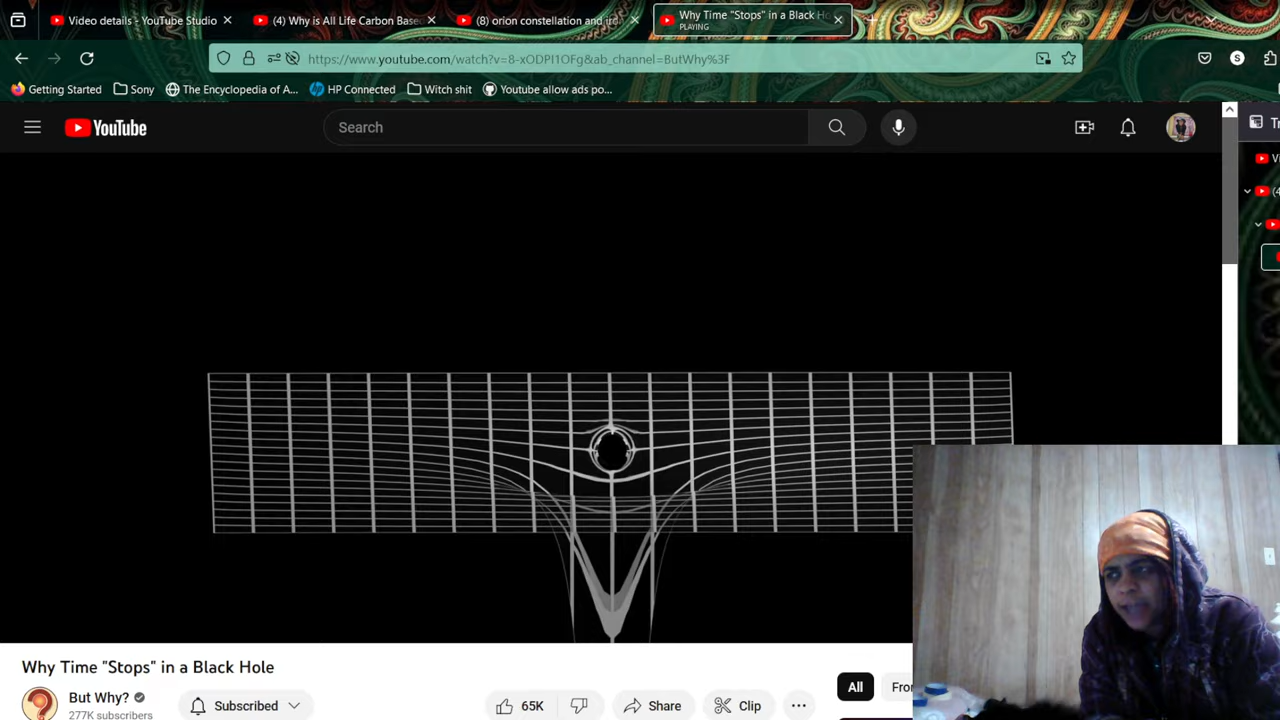 Video details - YouTube Studio
(4) Why is All Life Carbon Base
(8) orion constellation and
Why Time "Stops" in a Black H
PLAYING
https://www.youtube.com/watch?v=8-xODPI1OFg&ab_channel=ButWhy%3F
S
Getting Started
Sony
The Encyclopedia of A...
HP Connected
Witch shit
Youtube allow ads po...
YouTube
Search
Why Time "Stops" in a Black Hole
But Why?
277K subscribers
Subscribed
65K
Share
Clip
All